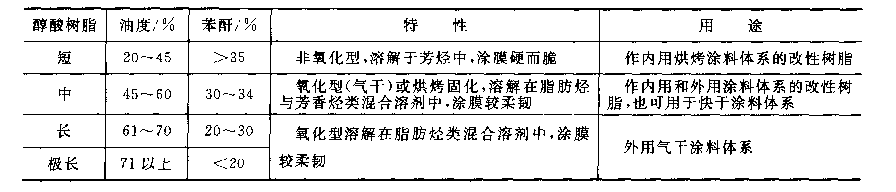 醇酸树脂 油度/% 苯酐/% 特性 用途
短 20~45 >35 非氧化型,溶解于芳烃中,涂膜硬而脆 作内用烘烤涂料体系的改性树脂
中 45~60 30~34 氧化型(气干)或烘烤固化,溶解在脂肪烃与芳香烃类混合溶剂中,涂膜较柔韧 作内用和外用涂料体系的改性树脂,也可用于快干涂料体系
长 61~70 20~30 氧化型溶解在脂肪烃类混合溶剂中,涂膜较柔韧 外用气干涂料体系
极长 71以上 <20